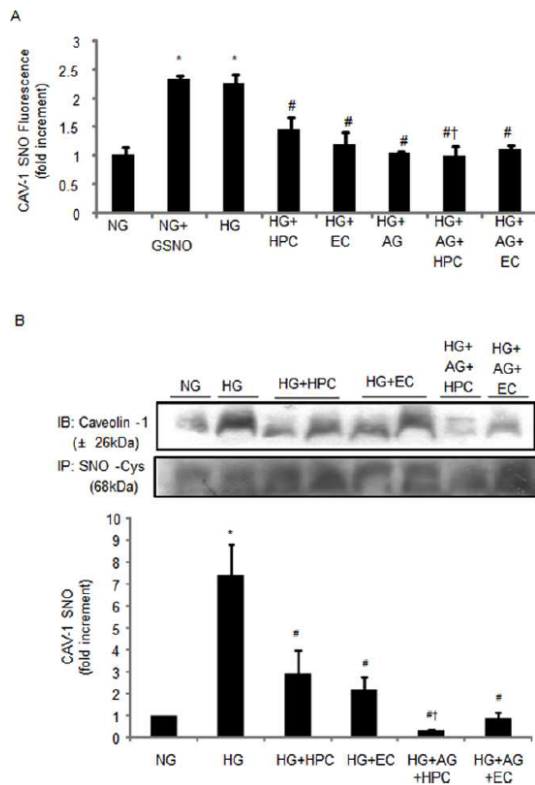 A
CAV-1 SNO Fluorescence
(fold increment)
3
2.5
2
1.5
1
0.5
0
*
*
#
#
#
#†
#
NG
NG+
GSNO
HG
HG+
HPC
HG+
EC
HG+
AG
HG+
AG+
HPC
HG+
AG+
EC
B
NG
HG
HG+HPC
HG+EC
HG+
AG+
HPC
HG+
AG+
EC
IB: Caveolin -1
(± 26kDa)
IP: SNO -Cys
(68kDa)
CAV-1 SNO
(fold increment)
10
9
8
7
6
5
4
3
2
1
0
*
#
#
#†
#
NG
HG
HG+HPC
HG+EC
HG+AG
+HPC
HG+AG
+EC